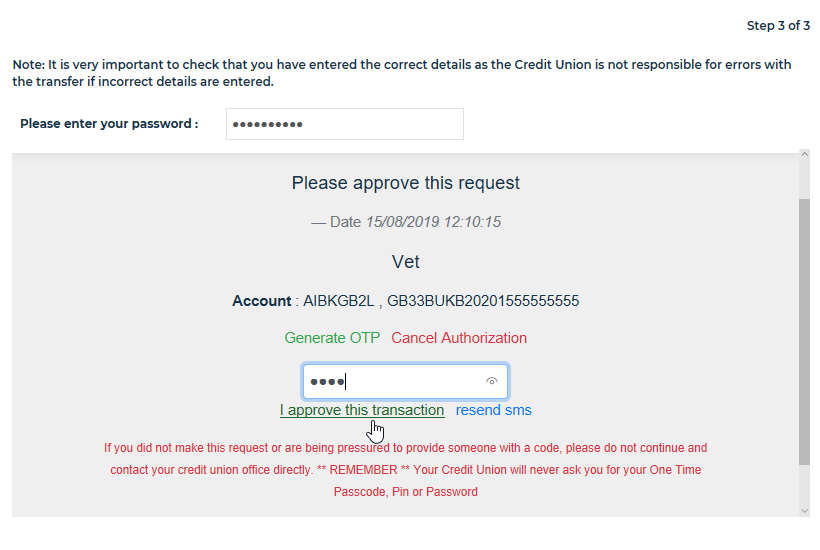 Step 3 of 3
Note: It is very important to check that you have entered the correct details as the Credit Union is not responsible for errors with
the transfer if incorrect details are entered.
Please enter your password : ●●●●●●●●●●
Please approve this request
— Date 15/08/2019 12:10:15
Vet
Account : AIBKGB2L , GB33BUKB20201555555555
Generate OTP Cancel Authorization
●●●●
I approve this transaction resend sms
If you did not make this request or are being pressured to provide someone with a code, please do not continue and
contact your credit union office directly. ** REMEMBER ** Your Credit Union will never ask you for your One Time
Passcode, Pin or Password